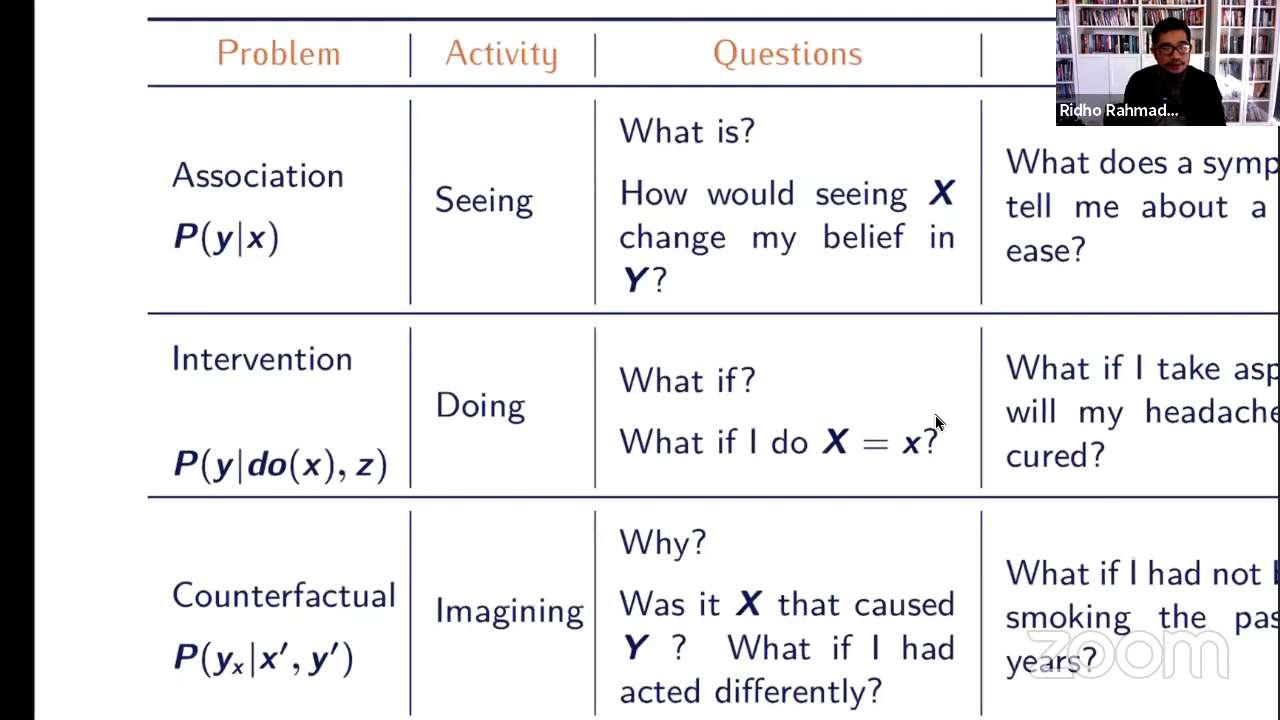 Problem
Activity
Questions
Ridho Rahmad...
Association
P(y|x)
Seeing
What is?
How would seeing X
change my belief in
Y?
What does a symp
tell me about a
ease?
Intervention
P(y|do(x), z)
Doing
What if?
What if I do X = x?
What if I take asp
will my headache
cured?
Counterfactual
P(yₓ|x′, y′)
Imagining
Why?
Was it X that caused
Y ? What if I had
acted differently?
What if I had not
smoking the pas
years?
zoom